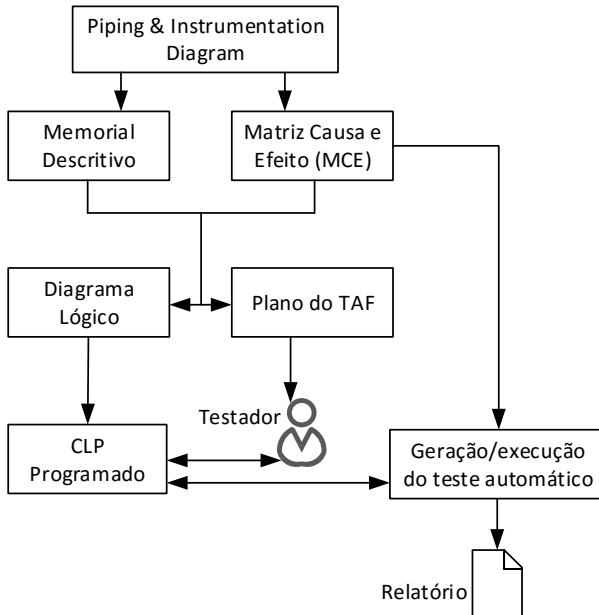 Piping & Instrumentation
Diagram
Memorial
Descritivo
Matriz Causa e
Efeito (MCE)
Diagrama
Lógico
Plano do TAF
Testador
CLP
Programado
Geração/execução
do teste automático
Relatório